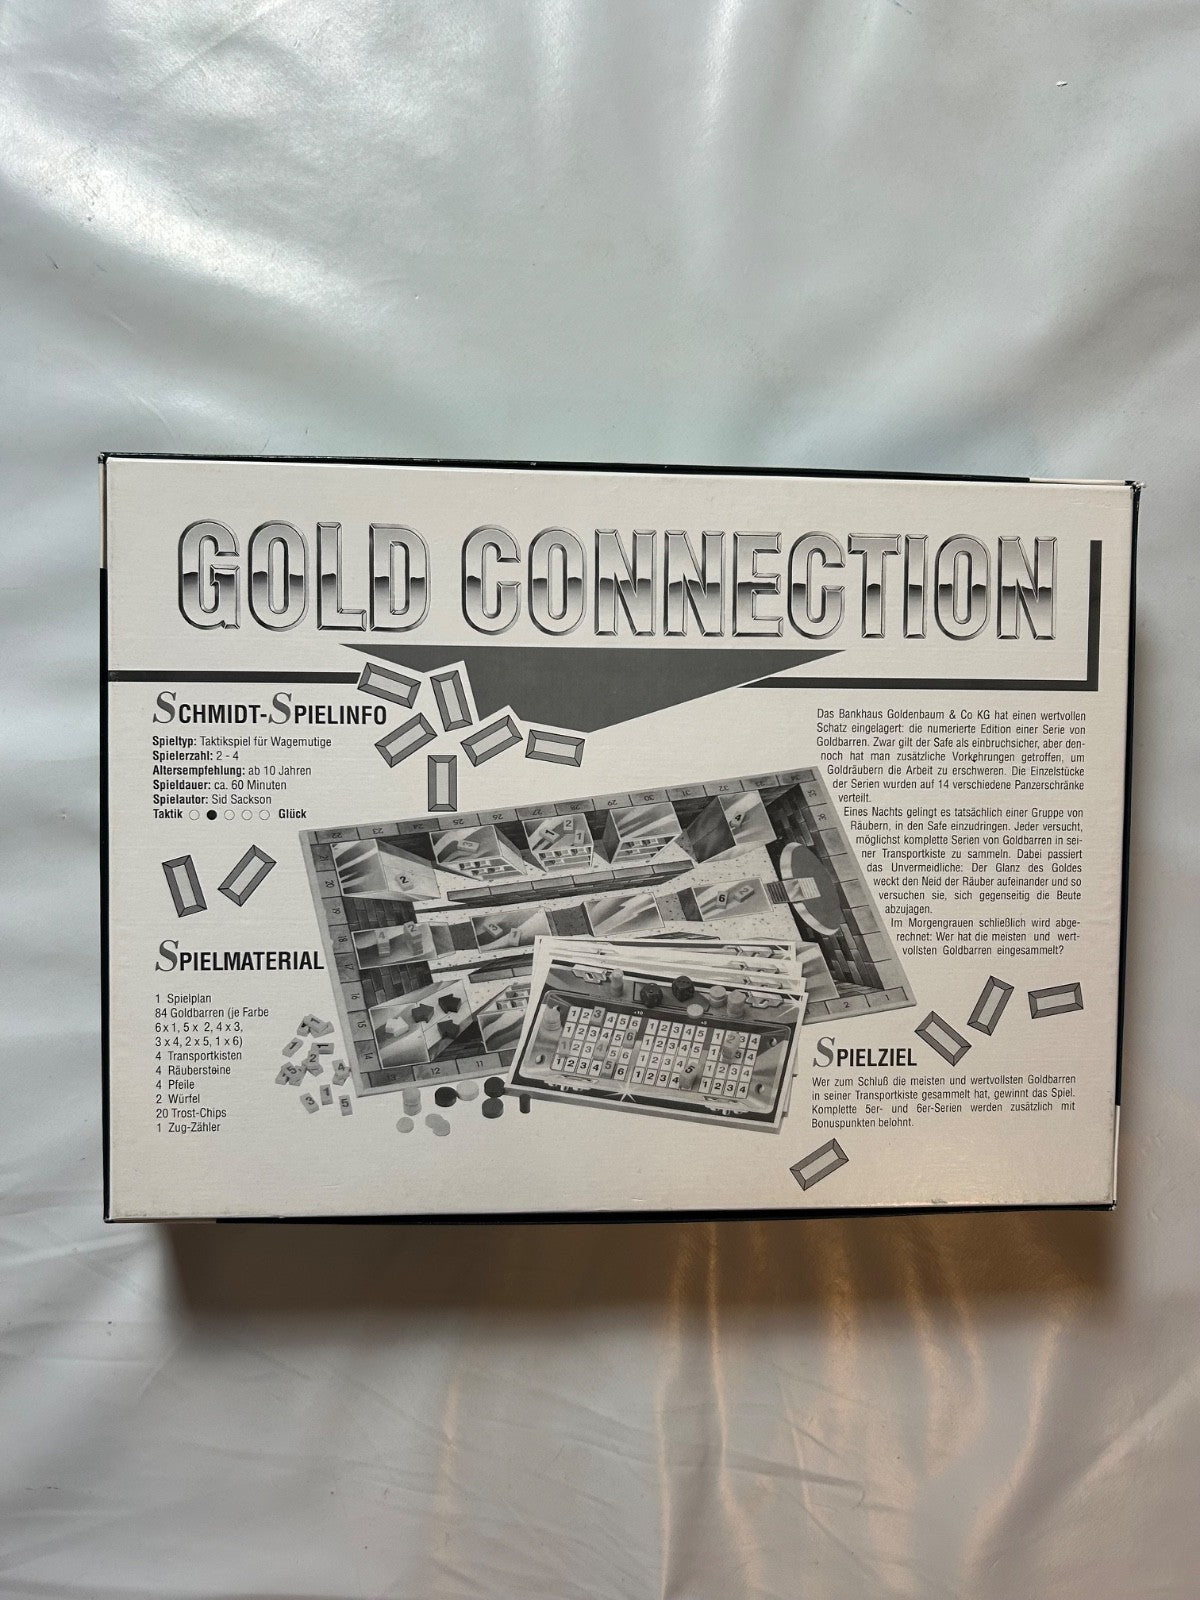 GOLD CONNECTION
SCHMIDT-SPIELINFO
Spieltyp: Taktikspiel für Wagemutige
Spielerzahl: 2 - 4
Altersempfehlung: ab 10 Jahren
Spieldauer: ca. 60 Minuten
Spielautor: Sid Sackson
Taktik Glück
SPIELMATERIAL
1 Spielplan
84 Goldbarren (je Farbe
6 x 1, 5 x 2, 4 x 3,
3 x 4, 2 x 5, 1 x 6)
4 Transportkisten
4 Räubersteine
4 Pfeile
2 Würfel
20 Trost-Chips
1 Zug-Zähler
Das Bankhaus Goldenbaum & Co KG hat einen wertvollen
Schatz eingelagert: die numerierte Edition einer Serie von
Goldbarren. Zwar gilt der Safe als einbruchsicher, aber den-
noch hat man zusätzliche Vorkehrungen getroffen, um
Goldräubern die Arbeit zu erschweren. Die Einzelstücke
der Serien wurden auf 14 verschiedene Panzerschränke
verteilt.
Eines Nachts gelingt es tatsächlich einer Gruppe von
Räubern, in den Safe einzudringen. Jeder versucht,
möglichst komplette Serien von Goldbarren in sei-
ner Transportkiste zu sammeln. Dabei passiert
das Unvermeidliche: Der Glanz des Goldes
weckt den Neid der Räuber aufeinander und so
versuchen sie, sich gegenseitig die Beute
abzujagen.
Im Morgengrauen schließlich wird abge-
rechnet: Wer hat die meisten und wert-
vollsten Goldbarren eingesammelt?
SPIELZIEL
Wer zum Schluß die meisten und wertvollsten Goldbarren
in seiner Transportkiste gesammelt hat, gewinnt das Spiel.
Komplette 5er- und 6er-Serien werden zusätzlich mit
Bonuspunkten belohnt.